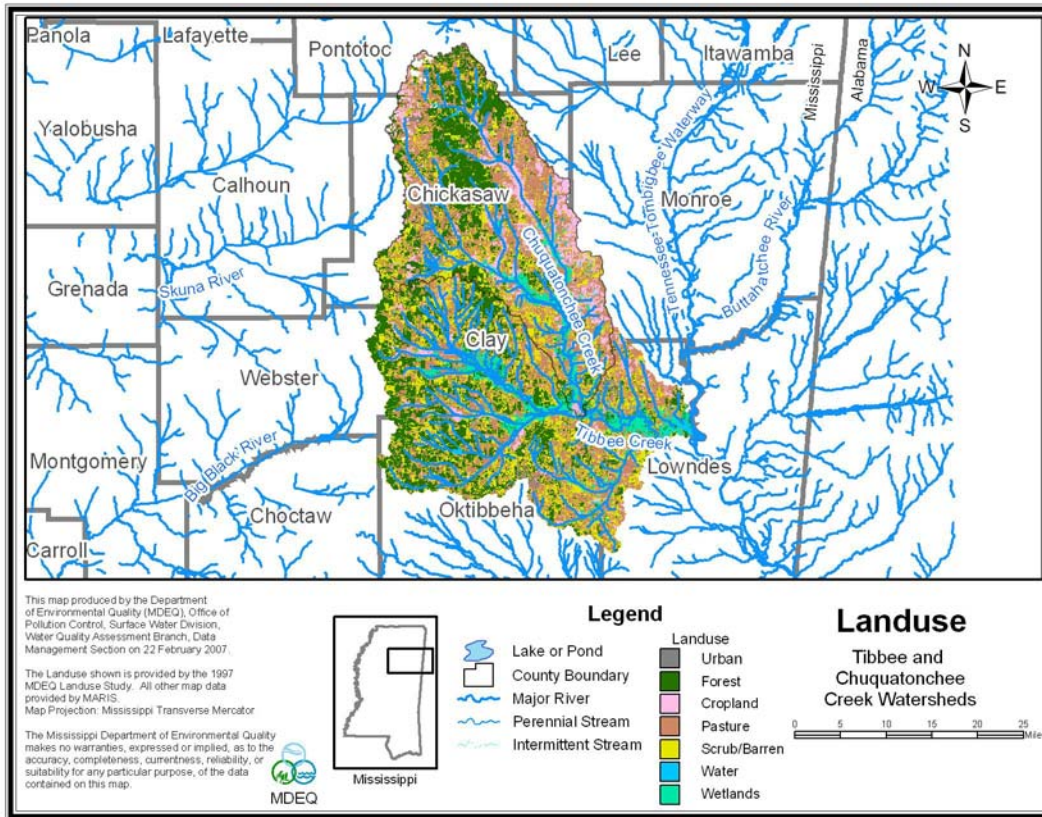 Panola
Lafayette
Pontotoc
Lee
Itawamba
Mississippi
Alabama
N
W E
S
Yalobusha
Calhoun
Chickasaw
Monroe
Tennessee-Tombigbee Waterway
Buttahatchee River
Chuquatonchee Creek
Grenada
Skuna River
Clay
Webster
Tibbee Creek
Lowndes
Montgomery
Big Black River
Choctaw
Oktibbeha
Carroll
This map produced by the Department
of Environmental Quality (MDEQ), Office of
Pollution Control, Surface Water Division,
Water Quality Assessment Branch, Data
Management Section on 22 February 2007.
The Landuse shown is provided by the 1997
MDEQ Landuse Study. All other map data
provided by MARIS.
Map Projection: Mississippi Transverse Mercator
The Mississippi Department of Environmental Quality
makes no warranties, expressed or implied, as to the
accuracy, completeness, currentness, reliability, or
suitability for any particular purpose, of the data
contained on this map.
MDEQ
Mississippi
Legend
Lake or Pond
County Boundary
Major River
Perennial Stream
Intermittent Stream
Landuse
Urban
Forest
Cropland
Pasture
Scrub/Barren
Water
Wetlands
Landuse
Tibbee and
Chuquatonchee
Creek Watersheds
0 5 10 15 20 25
Mile